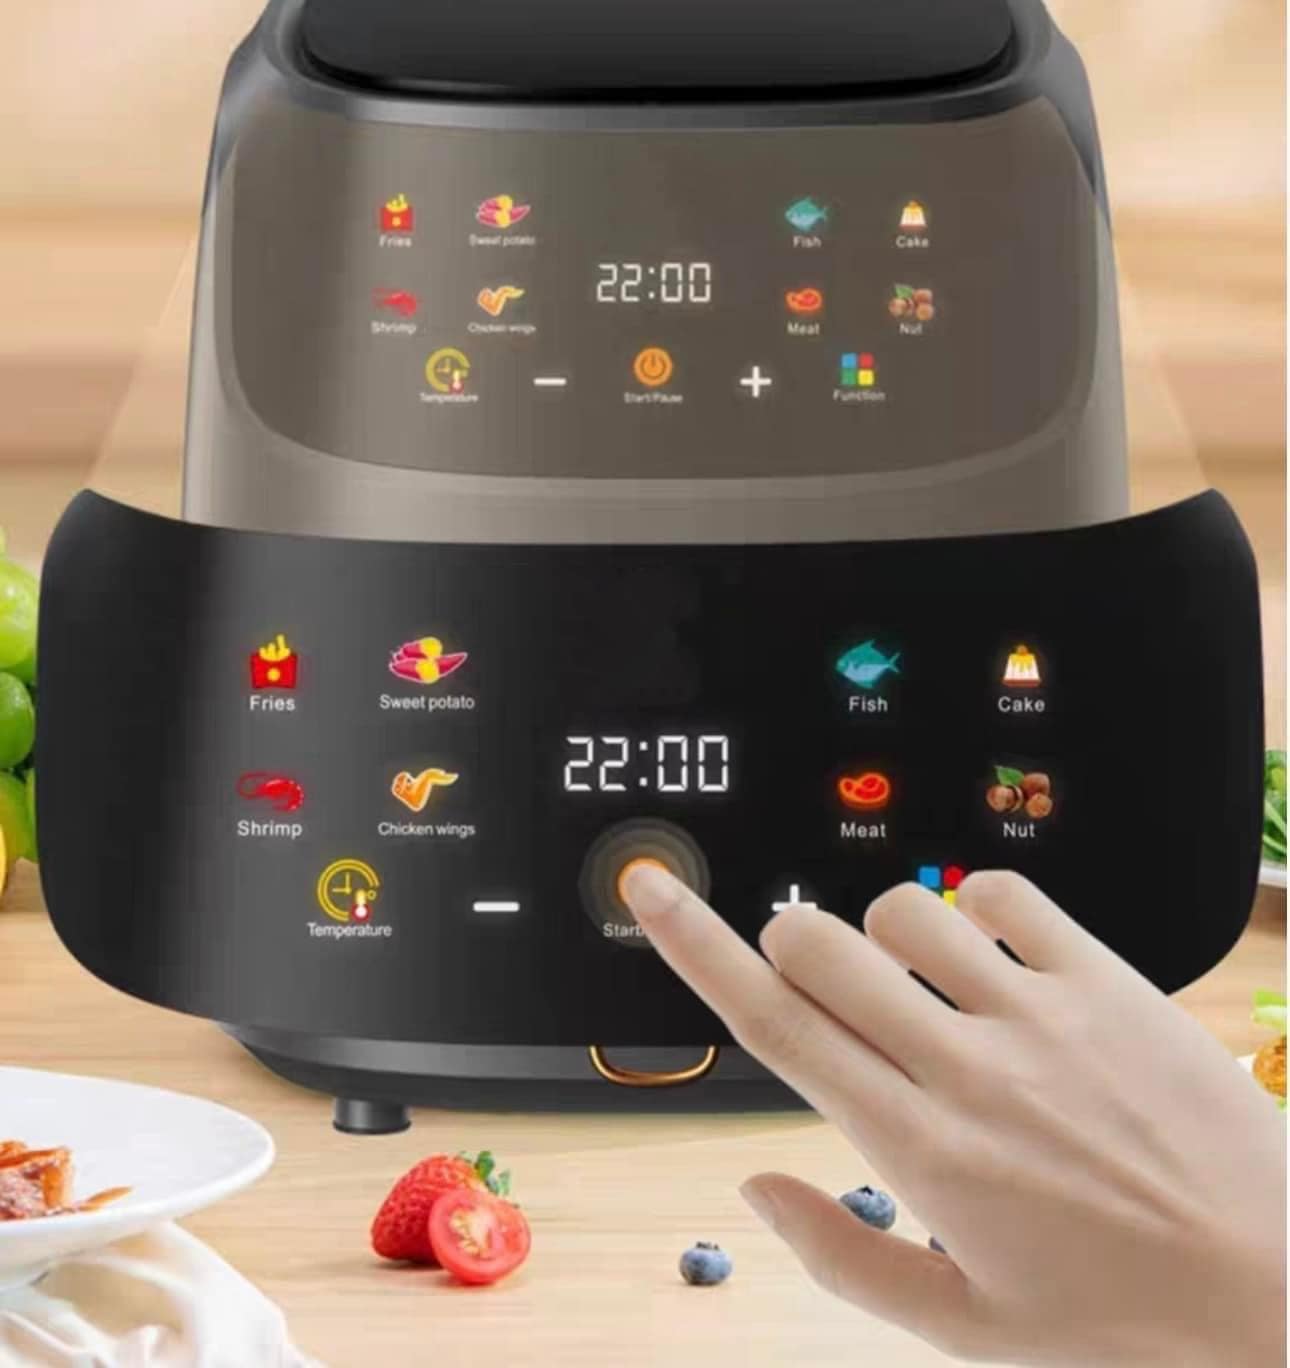 Fries
Sweet potato
Fish
Cake
22:00
Shrimp
Chicken wings
Meat
Nut
Temperature
Start/Pause
Function
Fries
Sweet potato
Fish
Cake
22:00
Shrimp
Chicken wings
Meat
Nut
Temperature